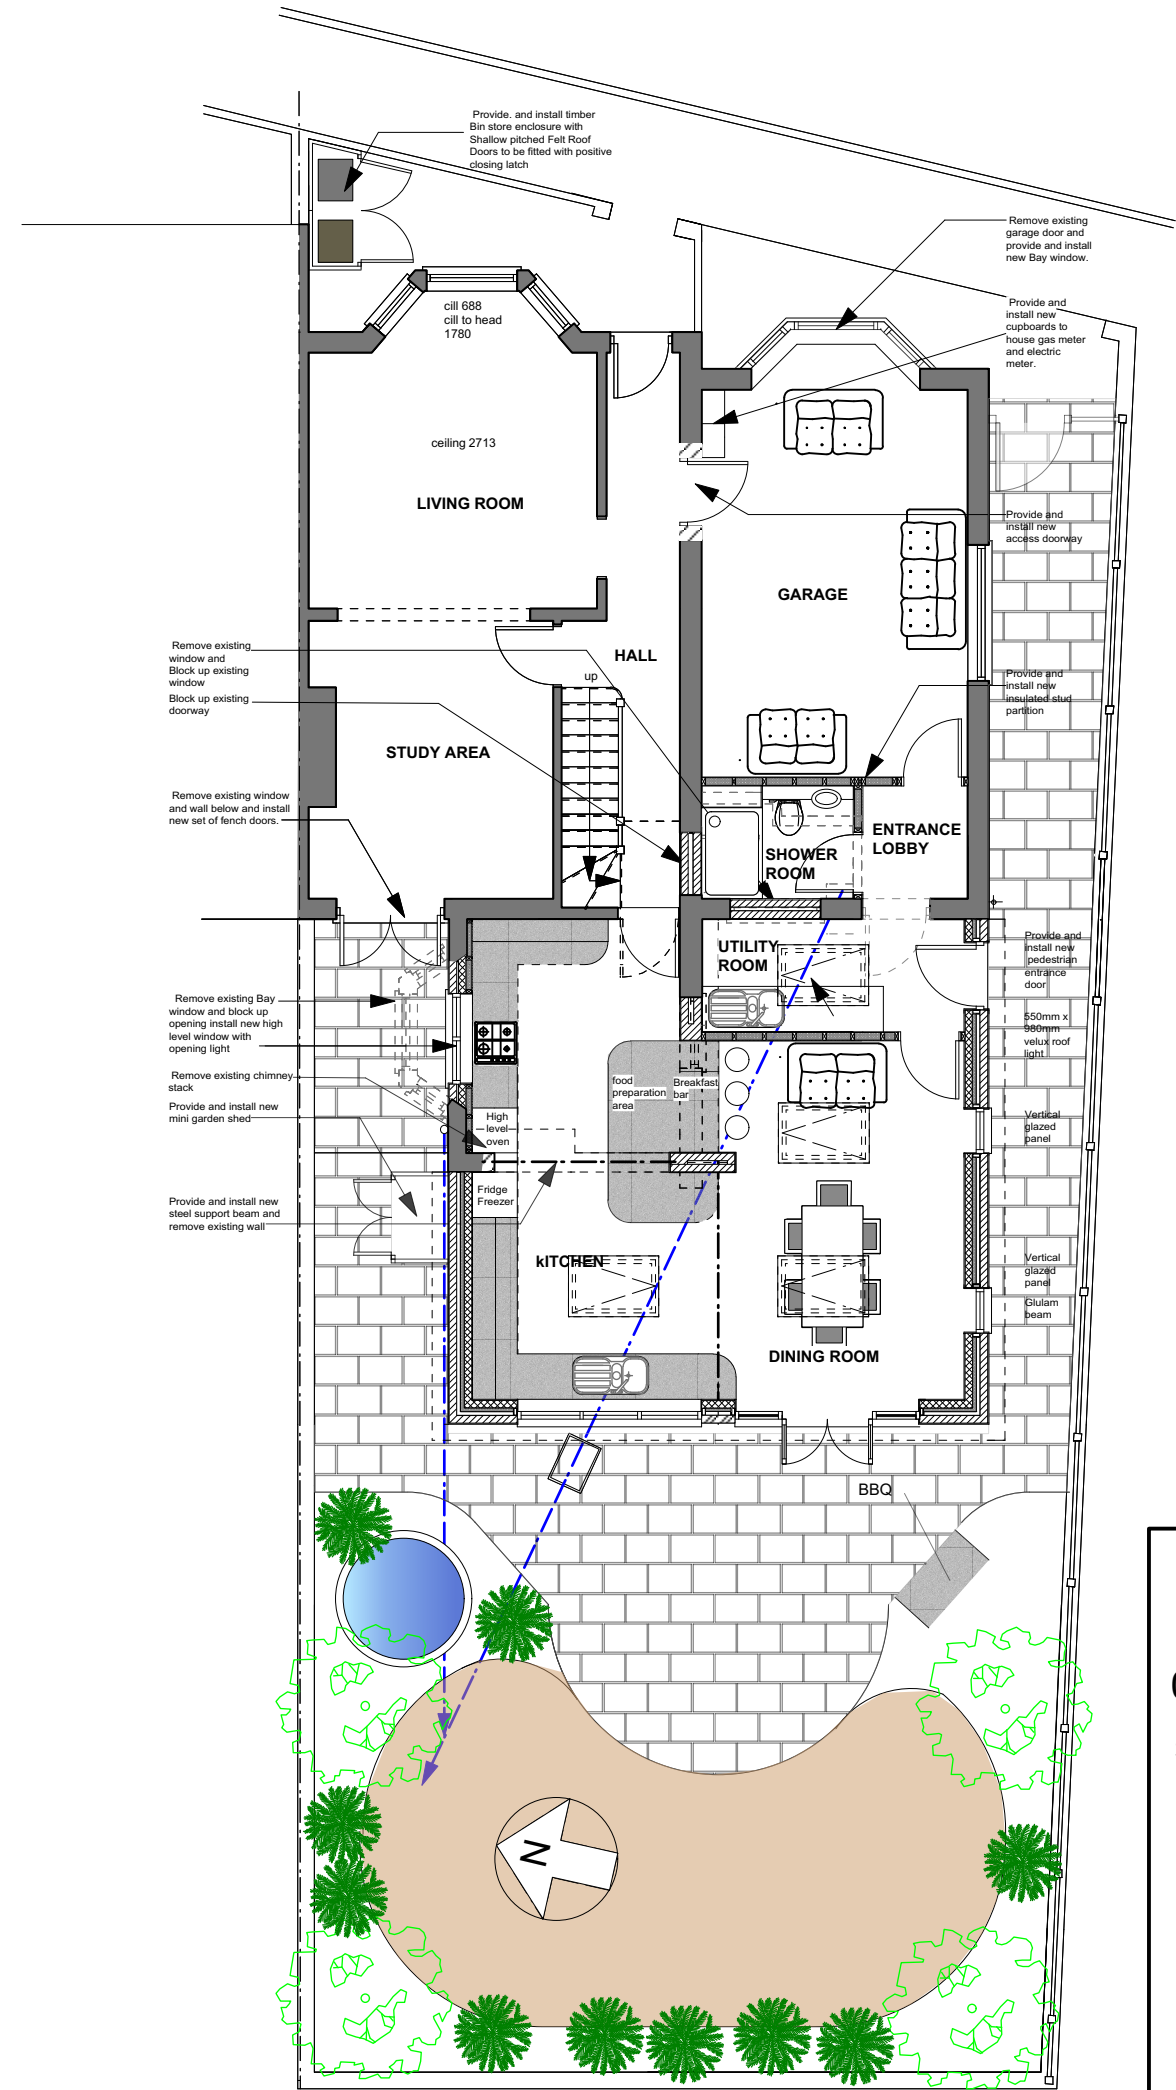 Provide. and install timber
Bin store enclosure with
Shallow pitched Felt Roof
Doors to be fitted with positive
closing latch
Remove existing
garage door and
provide and install
new Bay window.
cill 688
cill to head
1780
Provide and
install new
cupboards to
house gas meter
and electric
meter.
ceiling 2713
LIVING ROOM
Provide and
install new
access doorway
GARAGE
Remove existing
window and
Block up existing
window
HALL
up
Provide and
install new
insulated stud
partition
Block up existing
doorway
STUDY AREA
Remove existing window
and wall below and install
new set of fench doors.
ENTRANCE
LOBBY
SHOWER
ROOM
UTILITY
ROOM
Provide and
install new
pedestrian
entrance
door
Remove existing Bay
window and block up
opening install new high
level window with
opening light
550mm x
980mm
velux roof
light
Remove existing chimney
stack
food
preparation
area
Breakfast
bar
Provide and install new
mini garden shed
High
level
oven
Vertical
glazed
panel
Fridge
Freezer
Provide and install new
steel support beam and
remove existing wall
kITCHEN
Vertical
glazed
panel
Glulam
beam
DINING ROOM
BBQ
N